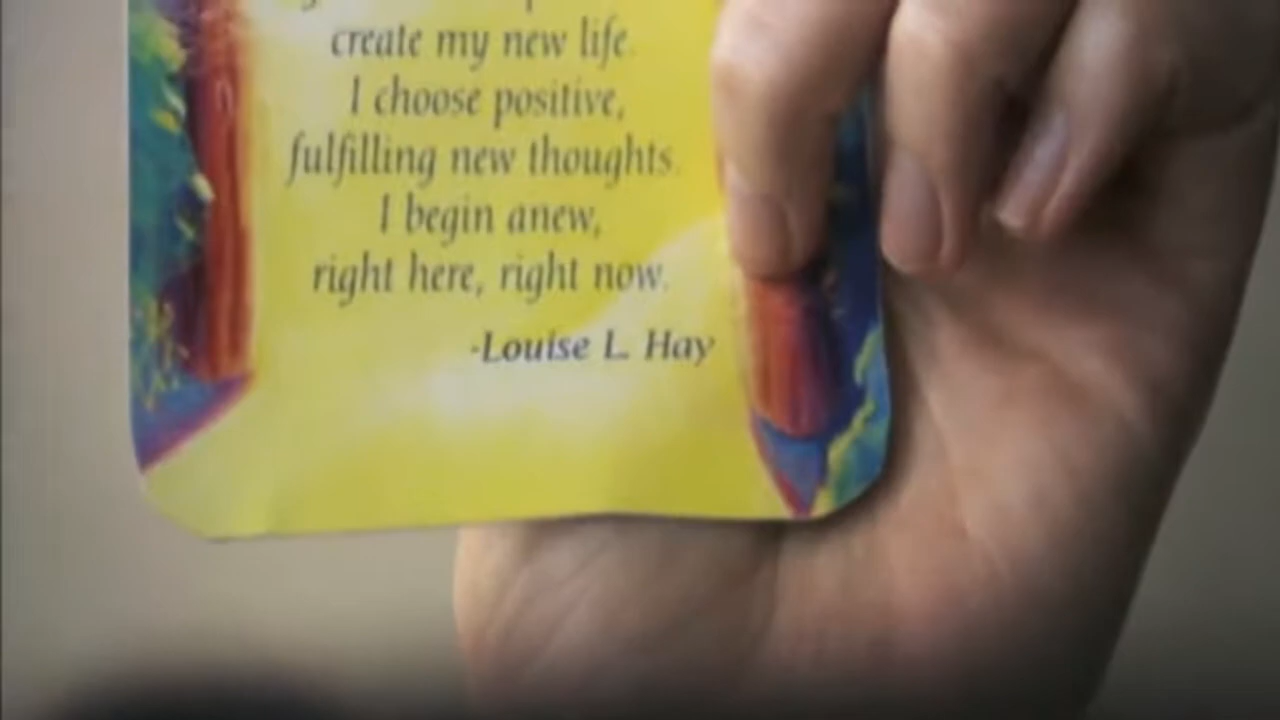 create my new life.
I choose positive,
fulfilling new thoughts.
I begin anew,
right here, right now.
-Louise L. Hay